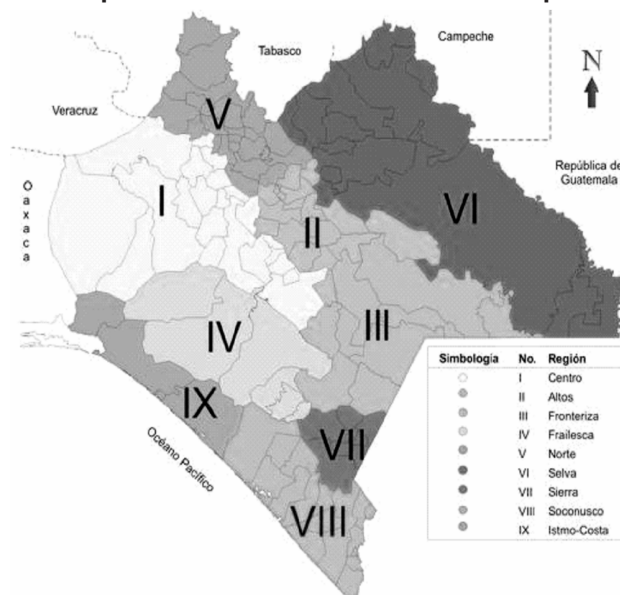 Campeche
Tabasco
N
Veracruz
V
República de
Guatemala
Oaxaca
I
VI
II
III
IV
IX
VII
VIII
Océano Pacífico
Simbología No. Región
I Centro
II Altos
III Fronteriza
IV Frailesca
V Norte
VI Selva
VII Sierra
VIII Soconusco
IX Istmo-Costa